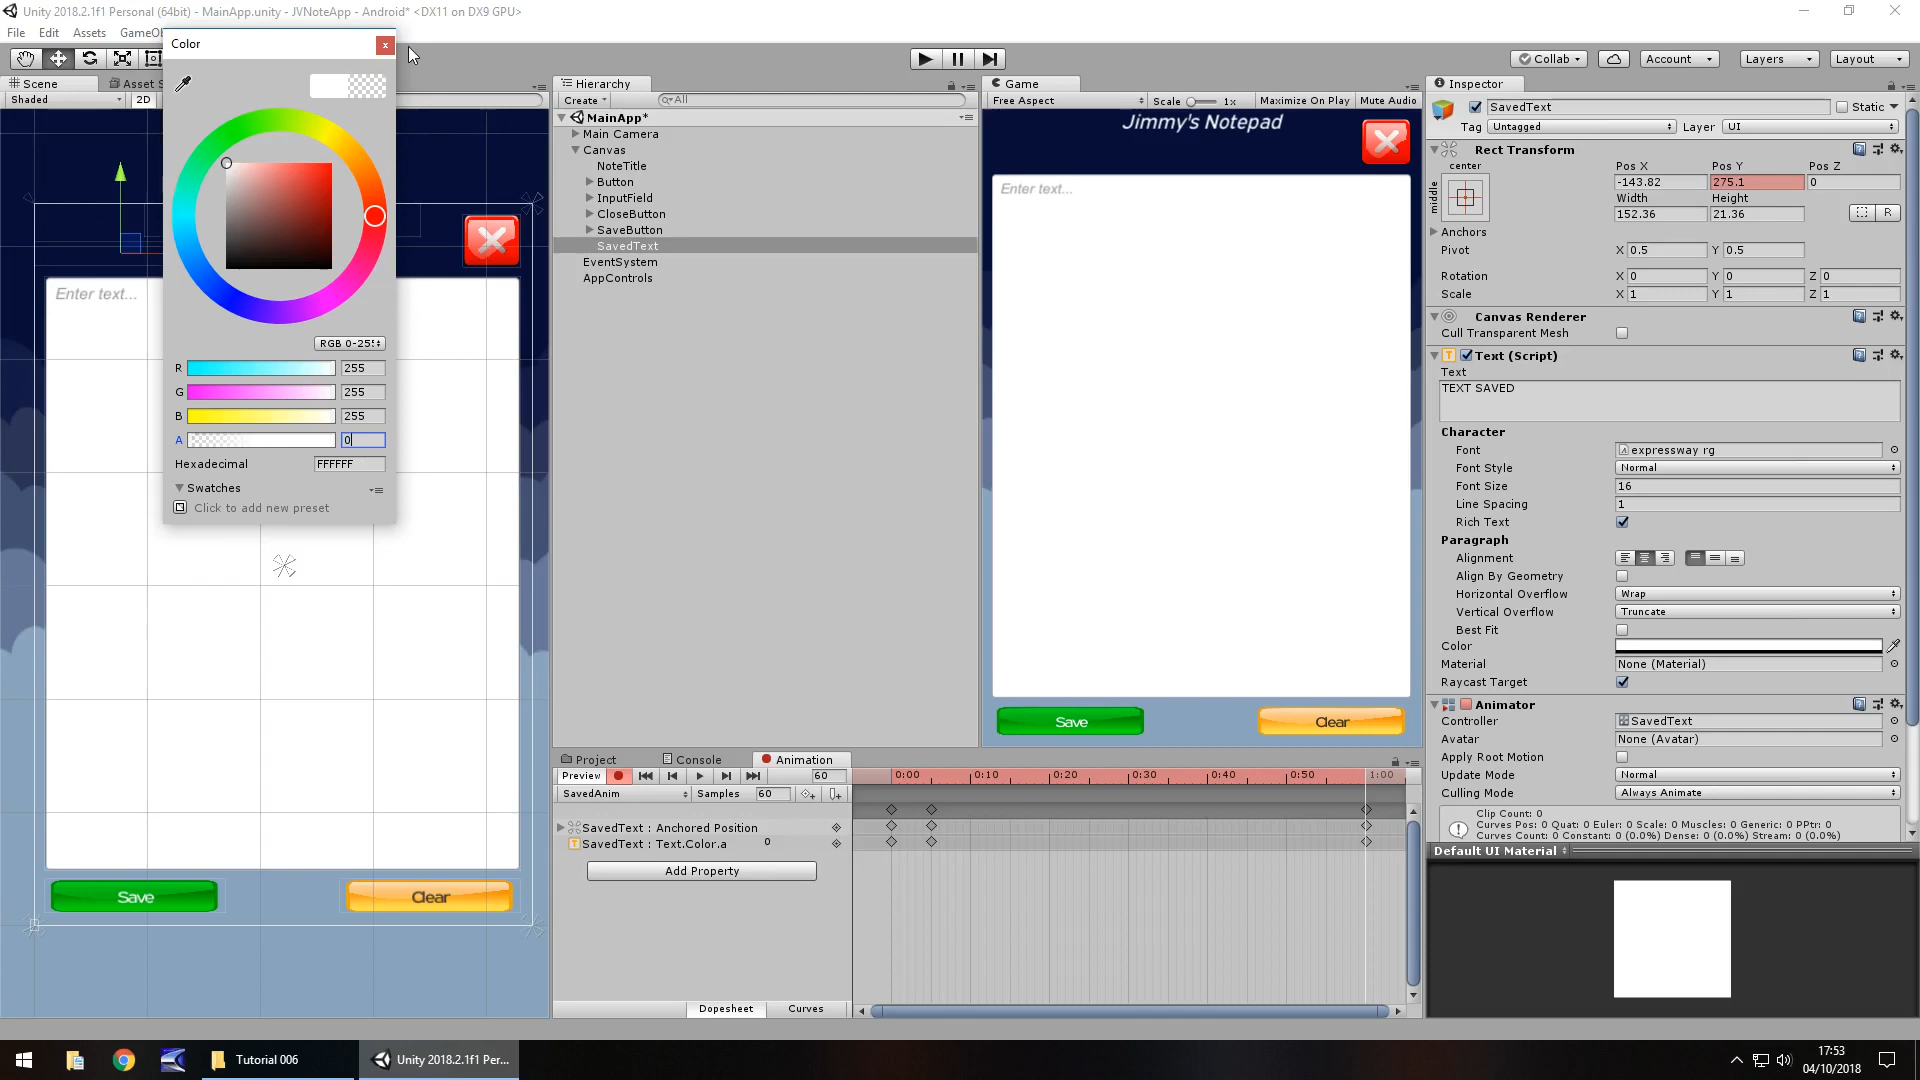 Unity 2018.2.1f1 Personal (64bit) - MainApp.unity - JVNoteApp - Android* <DX11 on DX9 GPU>
File Edit Assets GameOb
Color
x
Collab Account Layers Layout
Scene Asset S
Shaded 2D
Enter text...
Save Clear
RGB 0-255
R 255
G 255
B 255
A 0
Hexadecimal FFFFFF
Swatches
Click to add new preset
Hierarchy
Create All
MainApp*
Main Camera
Canvas
NoteTitle
Button
InputField
CloseButton
SaveButton
SavedText
EventSystem
AppControls
Game
Free Aspect Scale 1x Maximize On Play Mute Audio
Jimmy's Notepad
Enter text...
Save Clear
Project Console Animation
Preview 60 0:00 0:10 0:20 0:30 0:40 0:50 1:00
SavedAnim Samples 60
SavedText : Anchored Position
SavedText : Text.Color.a 0
Add Property
Dopesheet Curves
Inspector
SavedText Static
Tag Untagged Layer UI
Rect Transform
center Pos X Pos Y Pos Z
middle -143.82 275.1 0
Width Height
152.36 21.36 R
Anchors
Pivot X 0.5 Y 0.5
Rotation X 0 Y 0 Z 0
Scale X 1 Y 1 Z 1
Canvas Renderer
Cull Transparent Mesh
Text (Script)
Text
TEXT SAVED
Character
Font expressway rg
Font Style Normal
Font Size 16
Line Spacing 1
Rich Text
Paragraph
Alignment
Align By Geometry
Horizontal Overflow Wrap
Vertical Overflow Truncate
Best Fit
Color
Material None (Material)
Raycast Target
Animator
Controller SavedText
Avatar None (Avatar)
Apply Root Motion
Update Mode Normal
Culling Mode Always Animate
Clip Count: 0
Curves Pos: 0 Quat: 0 Euler: 0 Scale: 0 Muscles: 0 Generic: 0 PPtr: 0
Curves Count: 0 Constant: 0 (0.0%) Dense: 0 (0.0%) Stream: 0 (0.0%)
Default UI Material
Tutorial 006
Unity 2018.2.1f1 Per...
17:53
04/10/2018